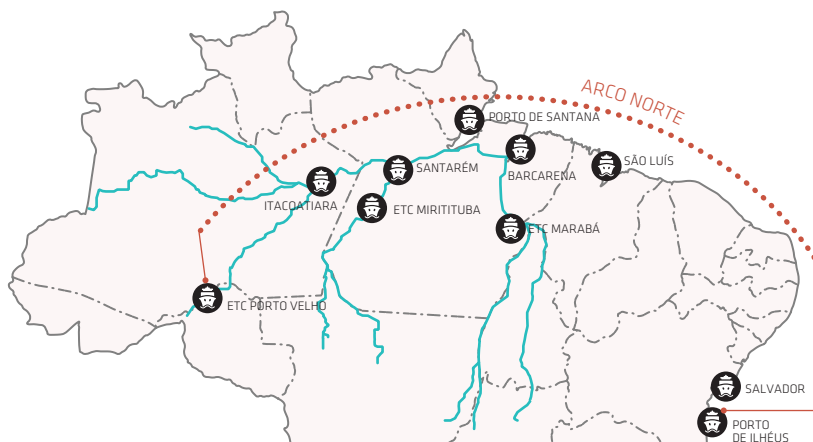 ARCO NORTE
PORTO DE SANTANA
SÃO LUÍS
SANTARÉM
BARCARENA
ITACOATIARA
ETC MIRITITUBA
ETC MARABÁ
ETC PORTO VELHO
SALVADOR
PORTO
DE ILHÉUS